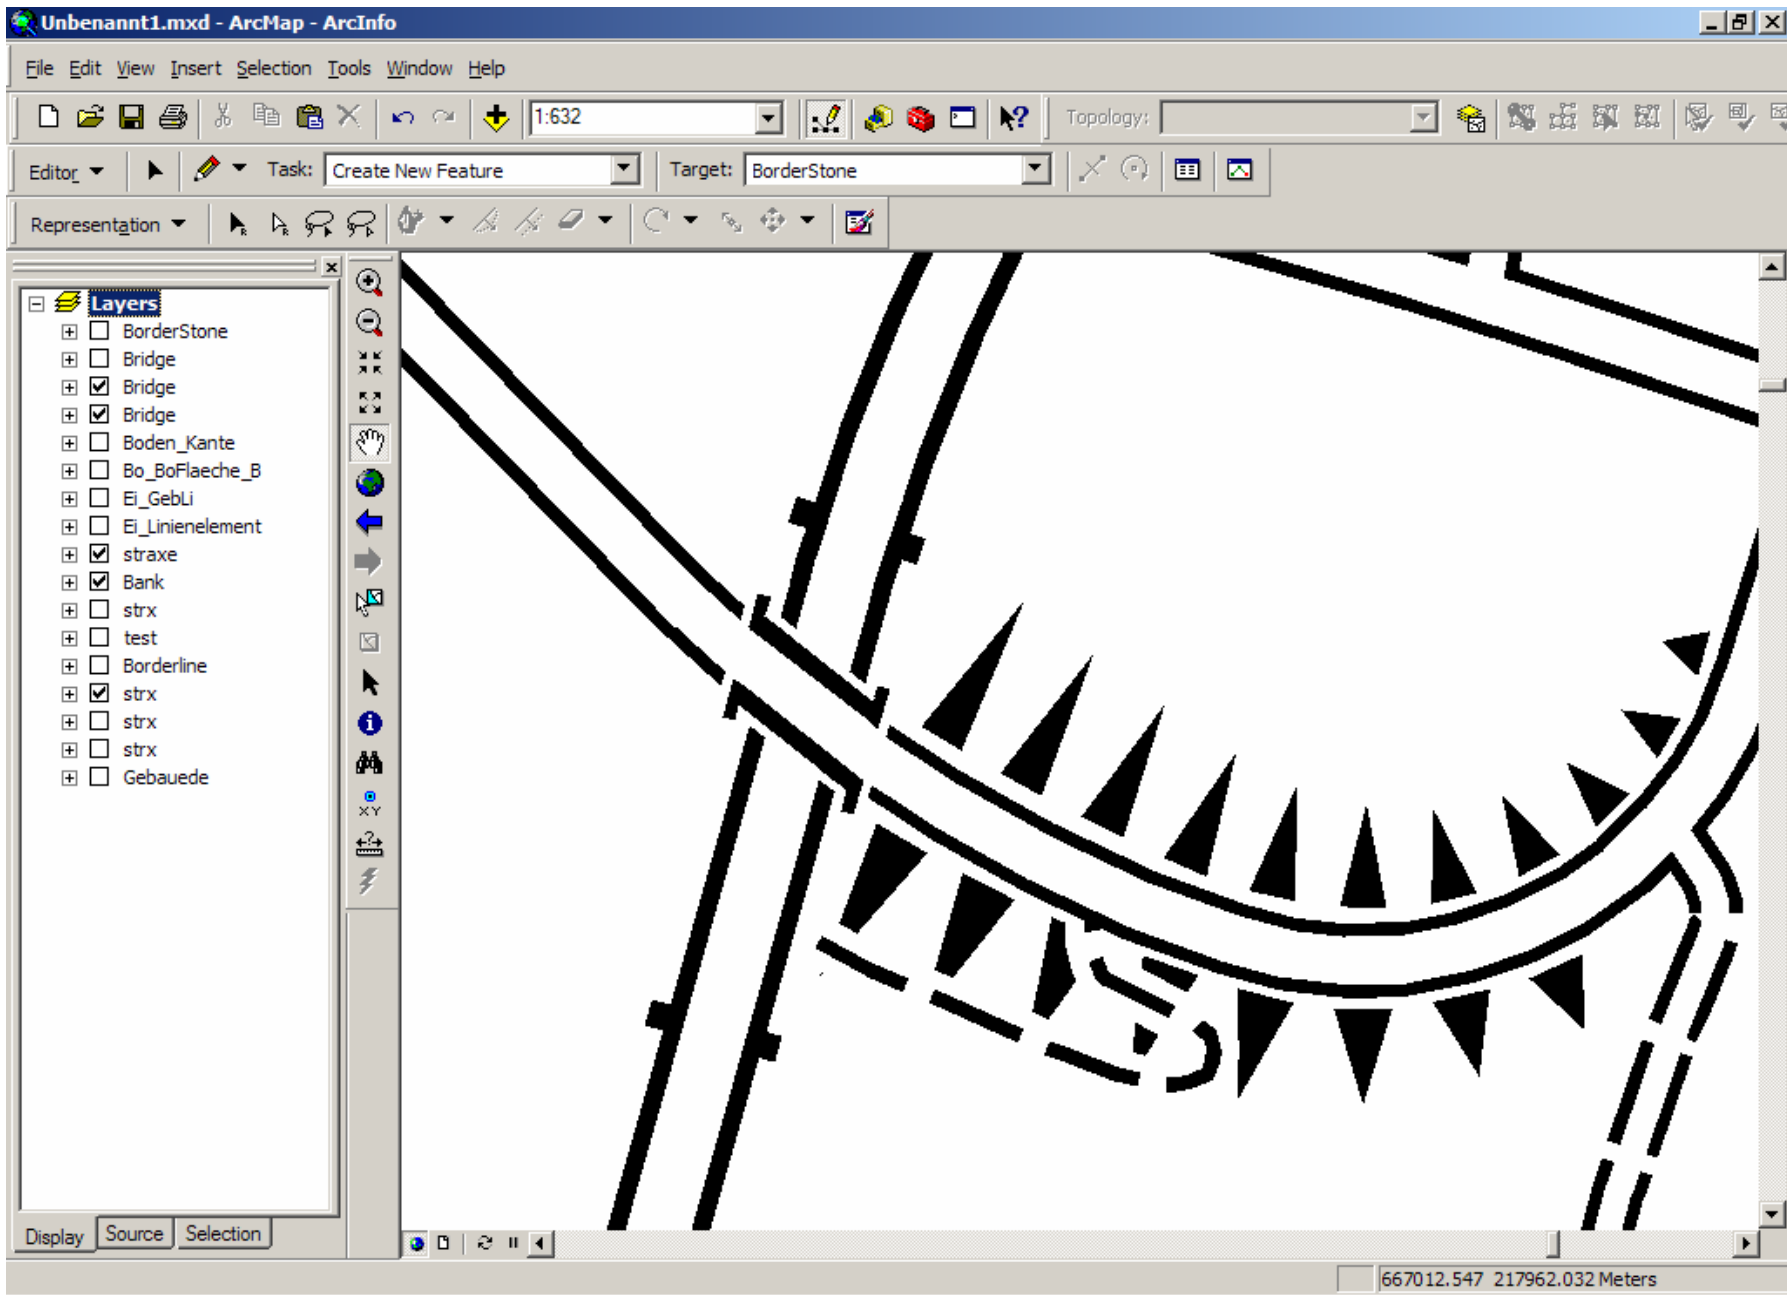 Unbenannt1.mxd - ArcMap - ArcInfo
File Edit View Insert Selection Tools Window Help
1:632 Topology:
Editor Task: Create New Feature Target: BorderStone
Representation
Layers
BorderStone
Bridge
Bridge
Bridge
Boden_Kante
Bo_BoFlaeche_B
Ei_GebLi
Ei_Linienelement
straxe
Bank
strx
test
Borderline
strx
strx
strx
Gebauede
XY
Display Source Selection
667012.547 217962.032 Meters